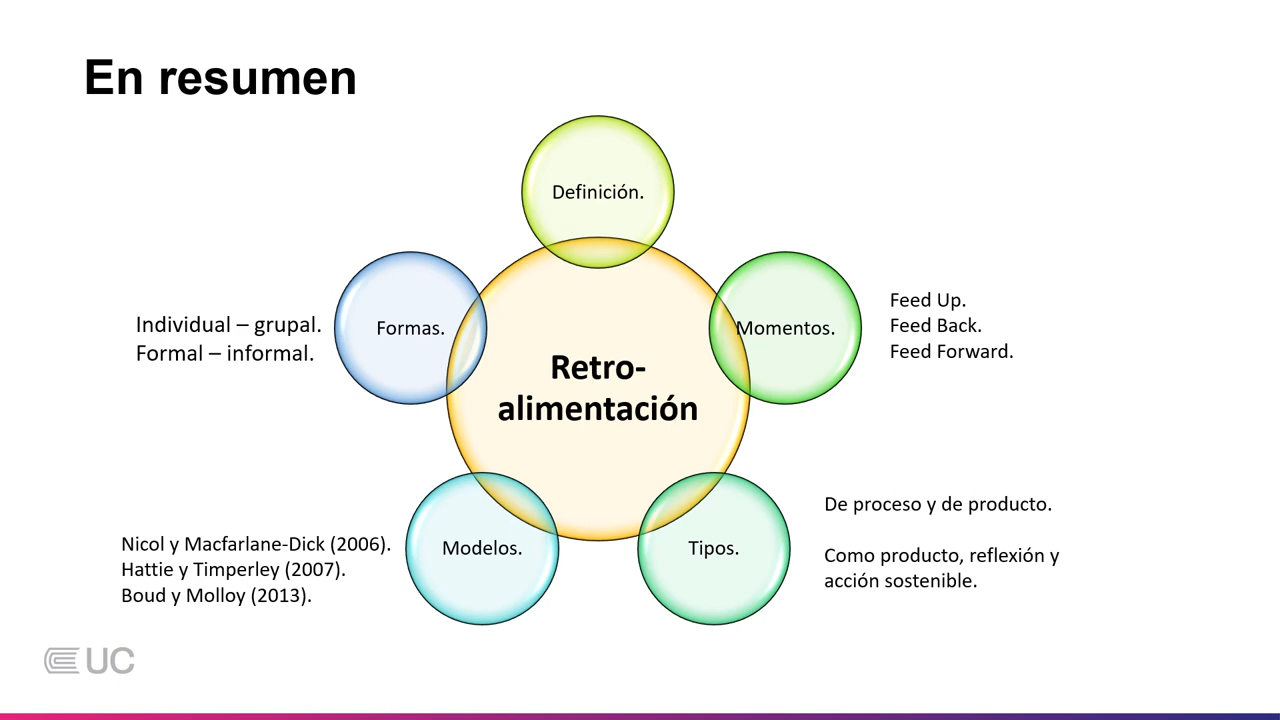 En resumen
Definición.
Formas.
Individual – grupal.
Formal – informal.
Momentos.
Feed Up.
Feed Back.
Feed Forward.
Retro-
alimentación
Modelos.
Nicol y Macfarlane-Dick (2006).
Hattie y Timperley (2007).
Boud y Molloy (2013).
Tipos.
De proceso y de producto.
Como producto, reflexión y
acción sostenible.
UC